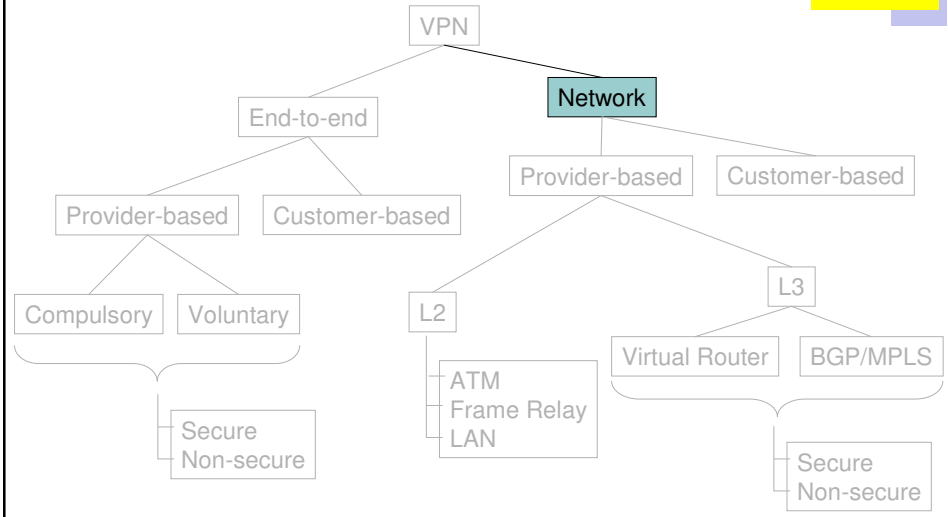 VPN
Network
End-to-end
Provider-based
Customer-based
Provider-based
Customer-based
L3
L2
Compulsory
Voluntary
Virtual Router
BGP/MPLS
ATM
Frame Relay
LAN
Secure
Non-secure
Secure
Non-secure